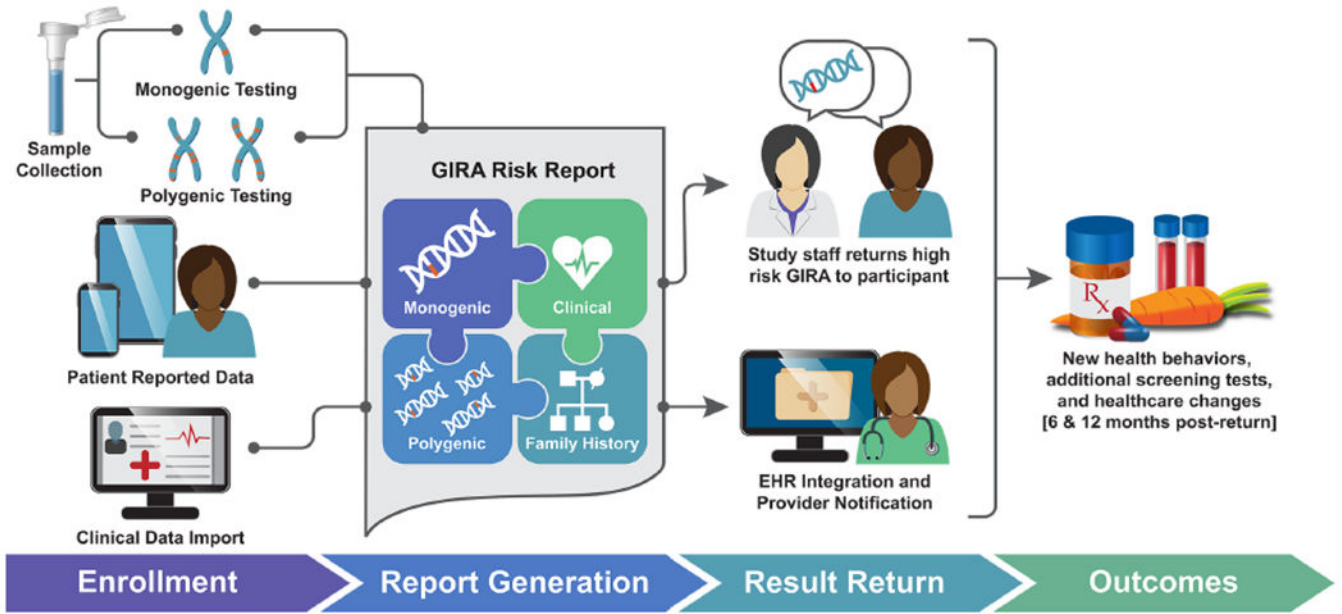 Monogenic Testing
Sample
Collection
Polygenic Testing
Patient Reported Data
Clinical Data Import
GIRA Risk Report
Monogenic
Clinical
Polygenic
Family History
Study staff returns high
risk GIRA to participant
EHR Integration and
Provider Notification
Rx
New health behaviors,
additional screening tests,
and healthcare changes
[6 & 12 months post-return]
Enrollment
Report Generation
Result Return
Outcomes